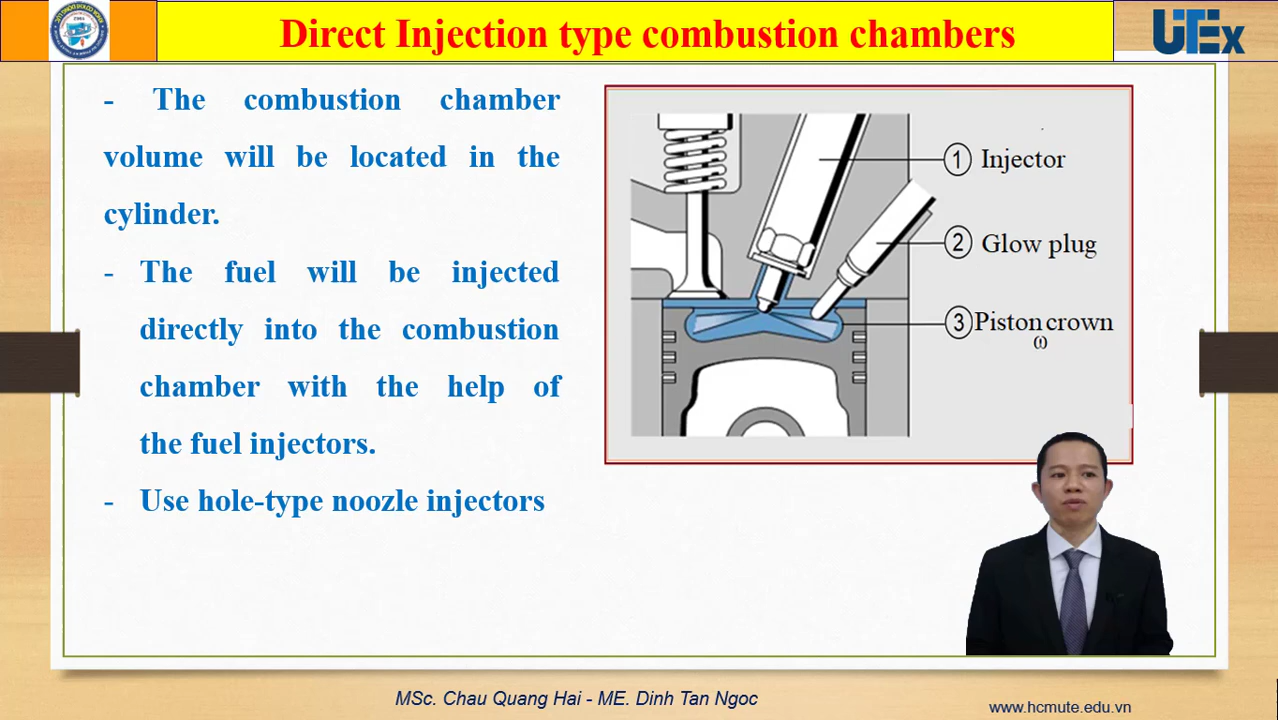 Direct Injection type combustion chambers
UTEx
- The combustion chamber
volume will be located in the
cylinder.
- The fuel will be injected
directly into the combustion
chamber with the help of
the fuel injectors.
- Use hole-type noozle injectors
1 Injector
2 Glow plug
3 Piston crown
ω
MSc. Chau Quang Hai - ME. Dinh Tan Ngoc
www.hcmute.edu.vn